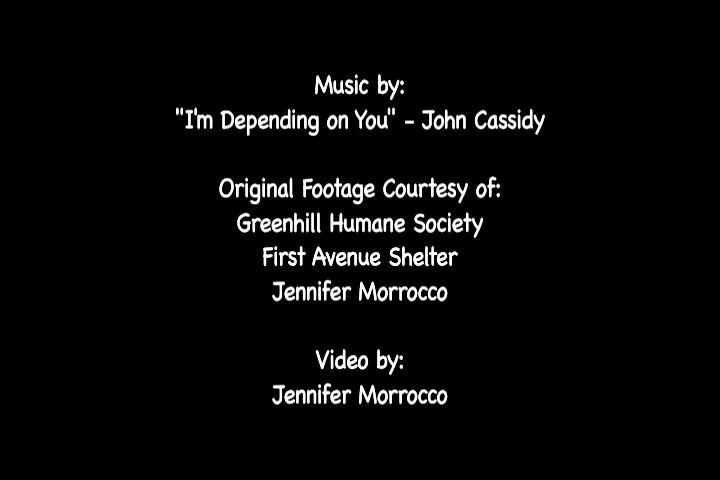 Music by:
"I'm Depending on You" - John Cassidy
Original Footage Courtesy of:
Greenhill Humane Society
First Avenue Shelter
Jennifer Morrocco
Video by:
Jennifer Morrocco